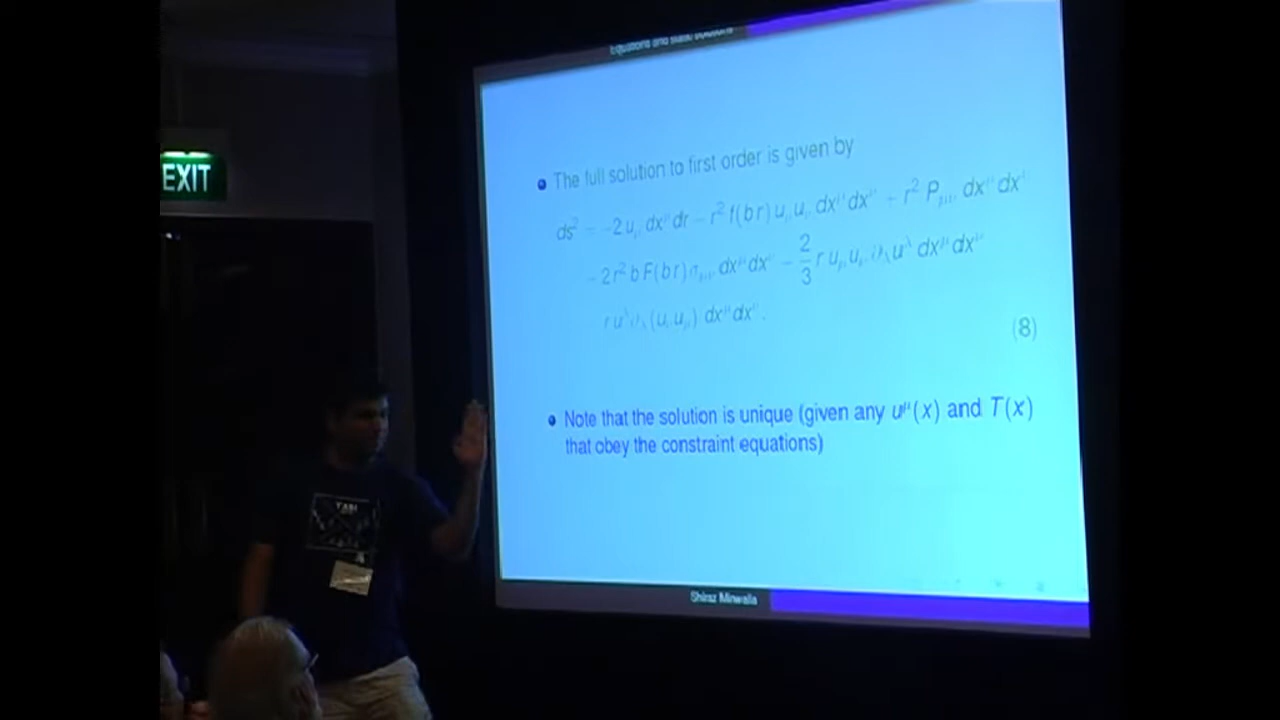 Equations and Basic Solutions
EXIT
• The full solution to first order is given by
ds² = -2u_μ dx^μ dr - r² f(br) u_μ u_ν dx^μ dx^ν + r² P_μν dx^μ dx^ν
- 2r² b F(br) σ_μν dx^μ dx^ν - 2/3 r u_μ u_ν ∂_λ u^λ dx^μ dx^ν
r u^λ ∂_λ (u_ν u_μ) dx^μ dx^ν.
(8)
• Note that the solution is unique (given any u^μ(x) and T(x)
that obey the constraint equations)
Shiraz Minwalla